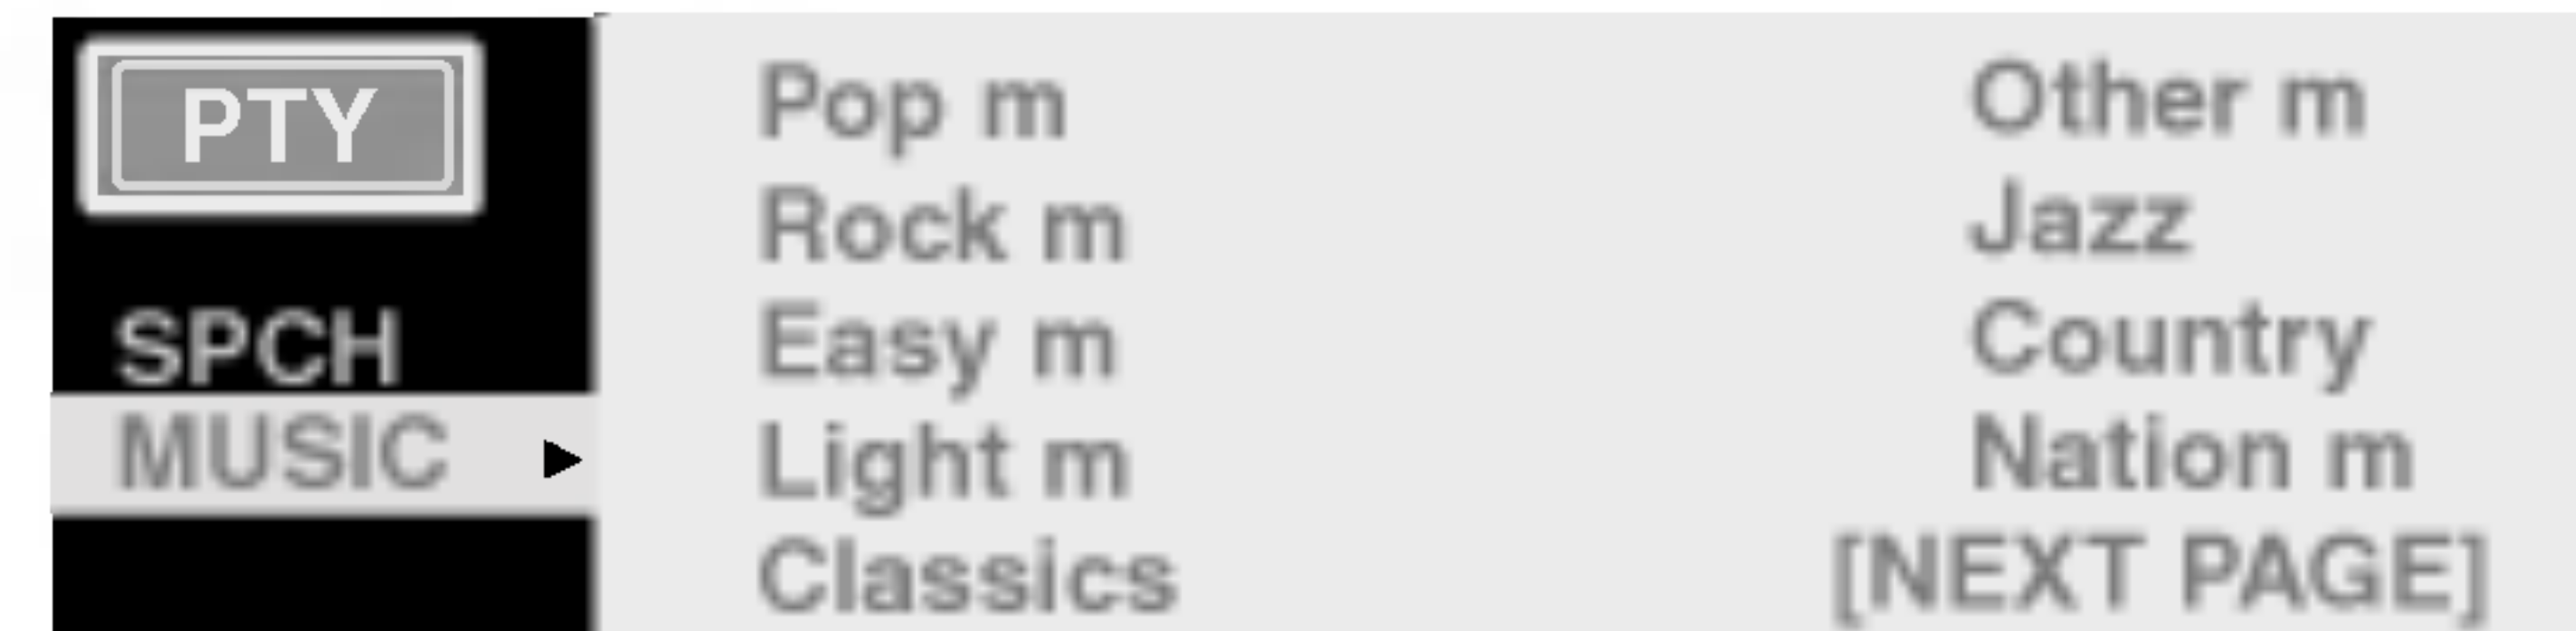 PTY
SPCH
MUSIC
Pop m
Rock m
Easy m
Light m
Classics
Other m
Jazz
Country
Nation m
[NEXT PAGE]